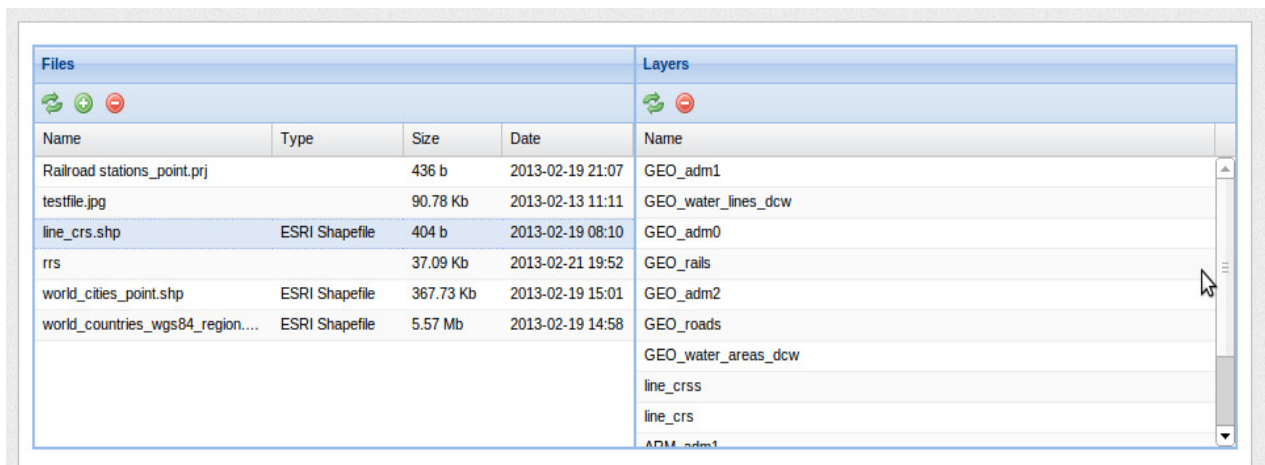 Files
Name Type Size Date
Railroad stations_point.prj 436 b 2013-02-19 21:07
testfile.jpg 90.78 Kb 2013-02-13 11:11
line_crs.shp ESRI Shapefile 404 b 2013-02-19 08:10
rrs 37.09 Kb 2013-02-21 19:52
world_cities_point.shp ESRI Shapefile 367.73 Kb 2013-02-19 15:01
world_countries_wgs84_region.... ESRI Shapefile 5.57 Mb 2013-02-19 14:58
Layers
Name
GEO_adm1
GEO_water_lines_dcw
GEO_adm0
GEO_rails
GEO_adm2
GEO_roads
GEO_water_areas_dcw
line_crss
line_crs